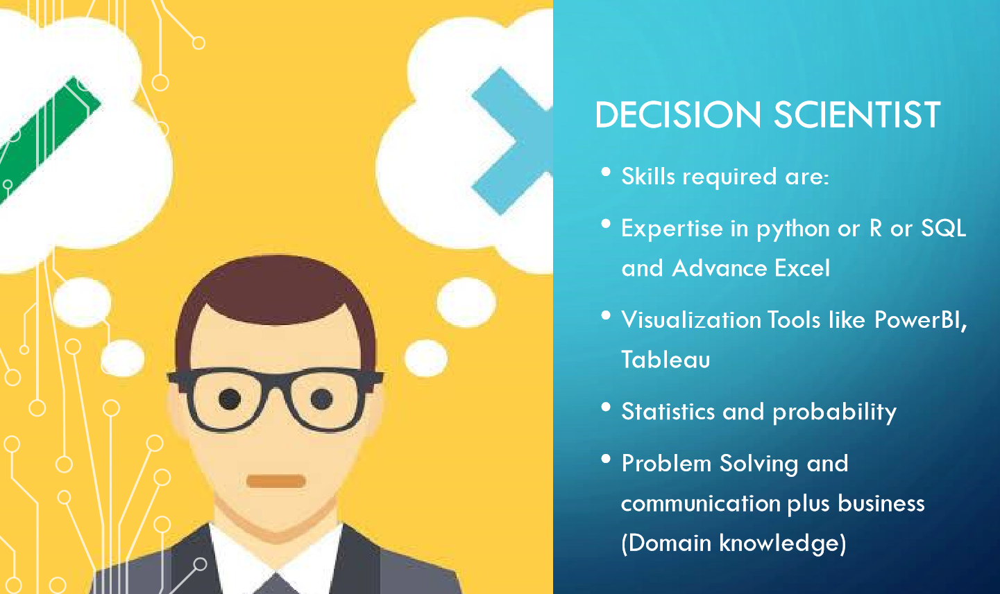 DECISION SCIENTIST
• Skills required are:
• Expertise in python or R or SQL
and Advance Excel
• Visualization Tools like PowerBI,
Tableau
• Statistics and probability
• Problem Solving and
communication plus business
(Domain knowledge)